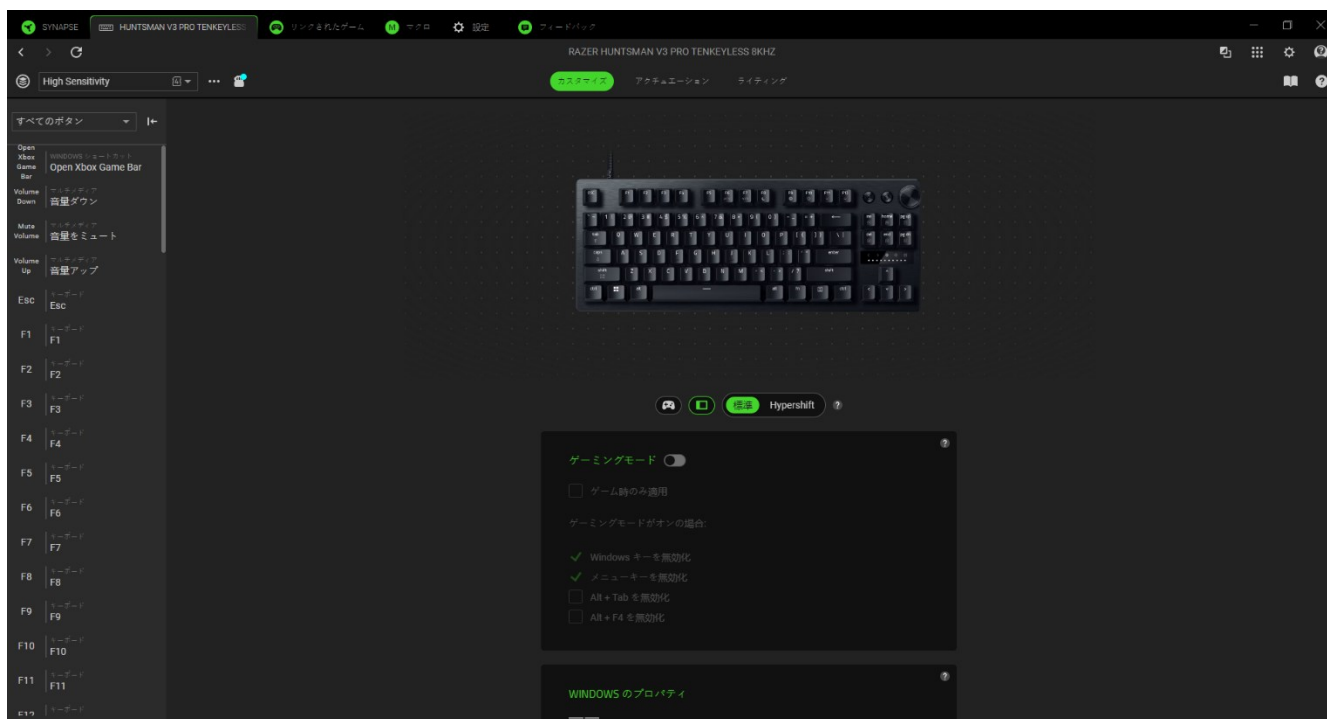 SYNAPSE
HUNTSMAN V3 PRO TENKEYLESS
リンクされたゲーム
マクロ
設定
フィードバック
RAZER HUNTSMAN V3 PRO TENKEYLESS 8KHZ
High Sensitivity
カスタマイズ
アクチュエーション
ライティング
すべてのボタン
Open Xbox Game Bar
WINDOWS ショートカット
Open Xbox Game Bar
Volume Down
マルチメディア
音量ダウン
Mute Volume
マルチメディア
音量をミュート
Volume Up
マルチメディア
音量アップ
Esc
キーボード
Esc
F1
キーボード
F1
F2
キーボード
F2
F3
キーボード
F3
F4
キーボード
F4
F5
キーボード
F5
F6
キーボード
F6
F7
キーボード
F7
F8
キーボード
F8
F9
キーボード
F9
F10
キーボード
F10
F11
キーボード
F11
F12
キーボード
標準
Hypershift
ゲーミングモード
ゲーム時のみ適用
ゲーミングモードがオンの場合:
Windows キーを無効化
メニューキーを無効化
Alt + Tab を無効化
Alt + F4 を無効化
WINDOWS のプロパティ